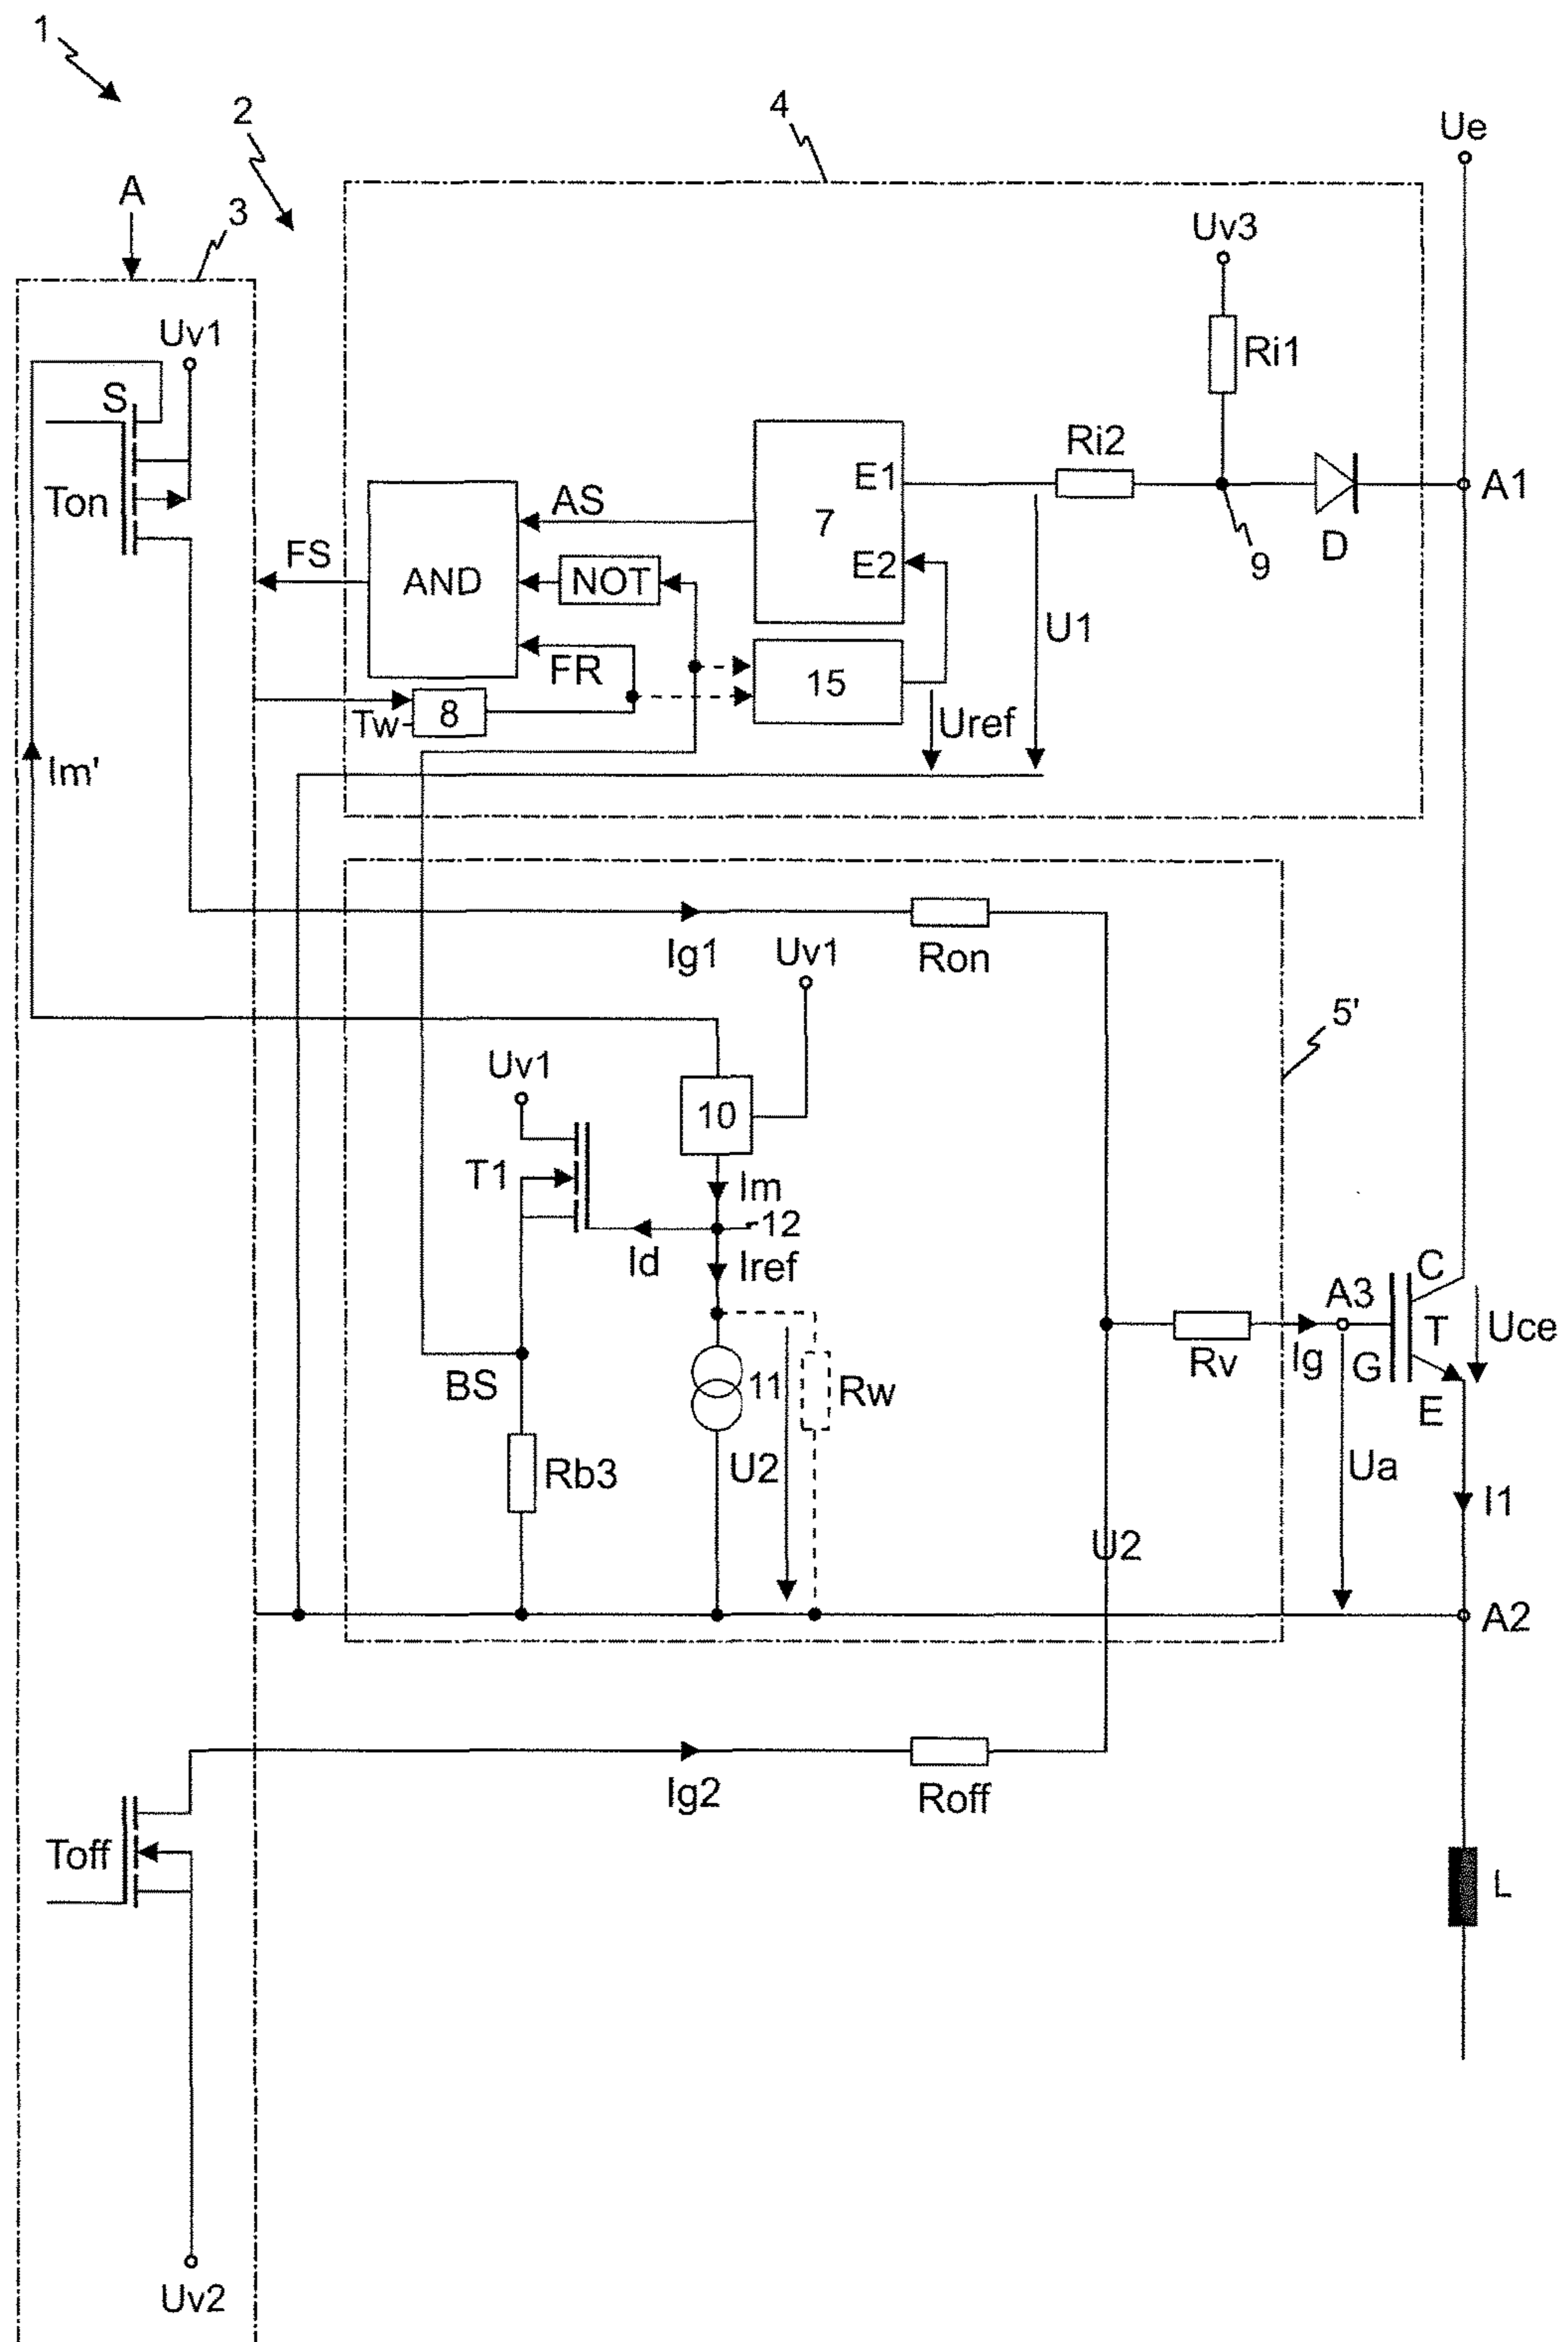 1
2
4
Ue
A
3
Uv3
Uv1
Ri1
S
Ri2
E1
A1
Ton
AS
7
D
FS
E2
9
AND
NOT
U1
FR
15
Tw
8
Uref
Im'
Ig1
Ron
Uv1
5'
Uv1
10
T1
Im
12
Id
Iref
C
A3
T
Uce
Rv
Ig
G
BS
11
Rw
E
Rb3
U2
Ua
I1
U2
A2
Ig2
Roff
Toff
L
Uv2